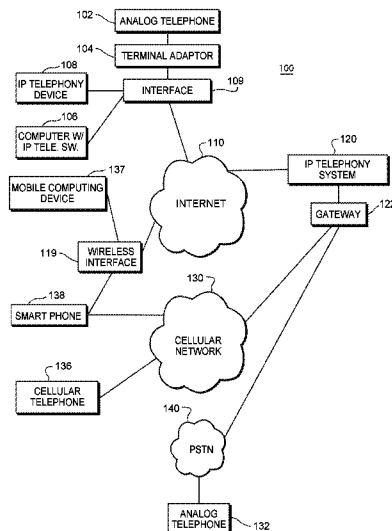 102
ANALOG TELEPHONE
104
TERMINAL ADAPTOR
108
109
100
IP TELEPHONY
DEVICE
INTERFACE
106
COMPUTER W/
IP TELE. SW.
110
120
137
IP TELEPHONY
SYSTEM
MOBILE COMPUTING
DEVICE
INTERNET
122
GATEWAY
119
WIRELESS
INTERFACE
130
138
SMART PHONE
CELLULAR
NETWORK
136
CELLULAR
TELEPHONE
140
PSTN
ANALOG
TELEPHONE
132